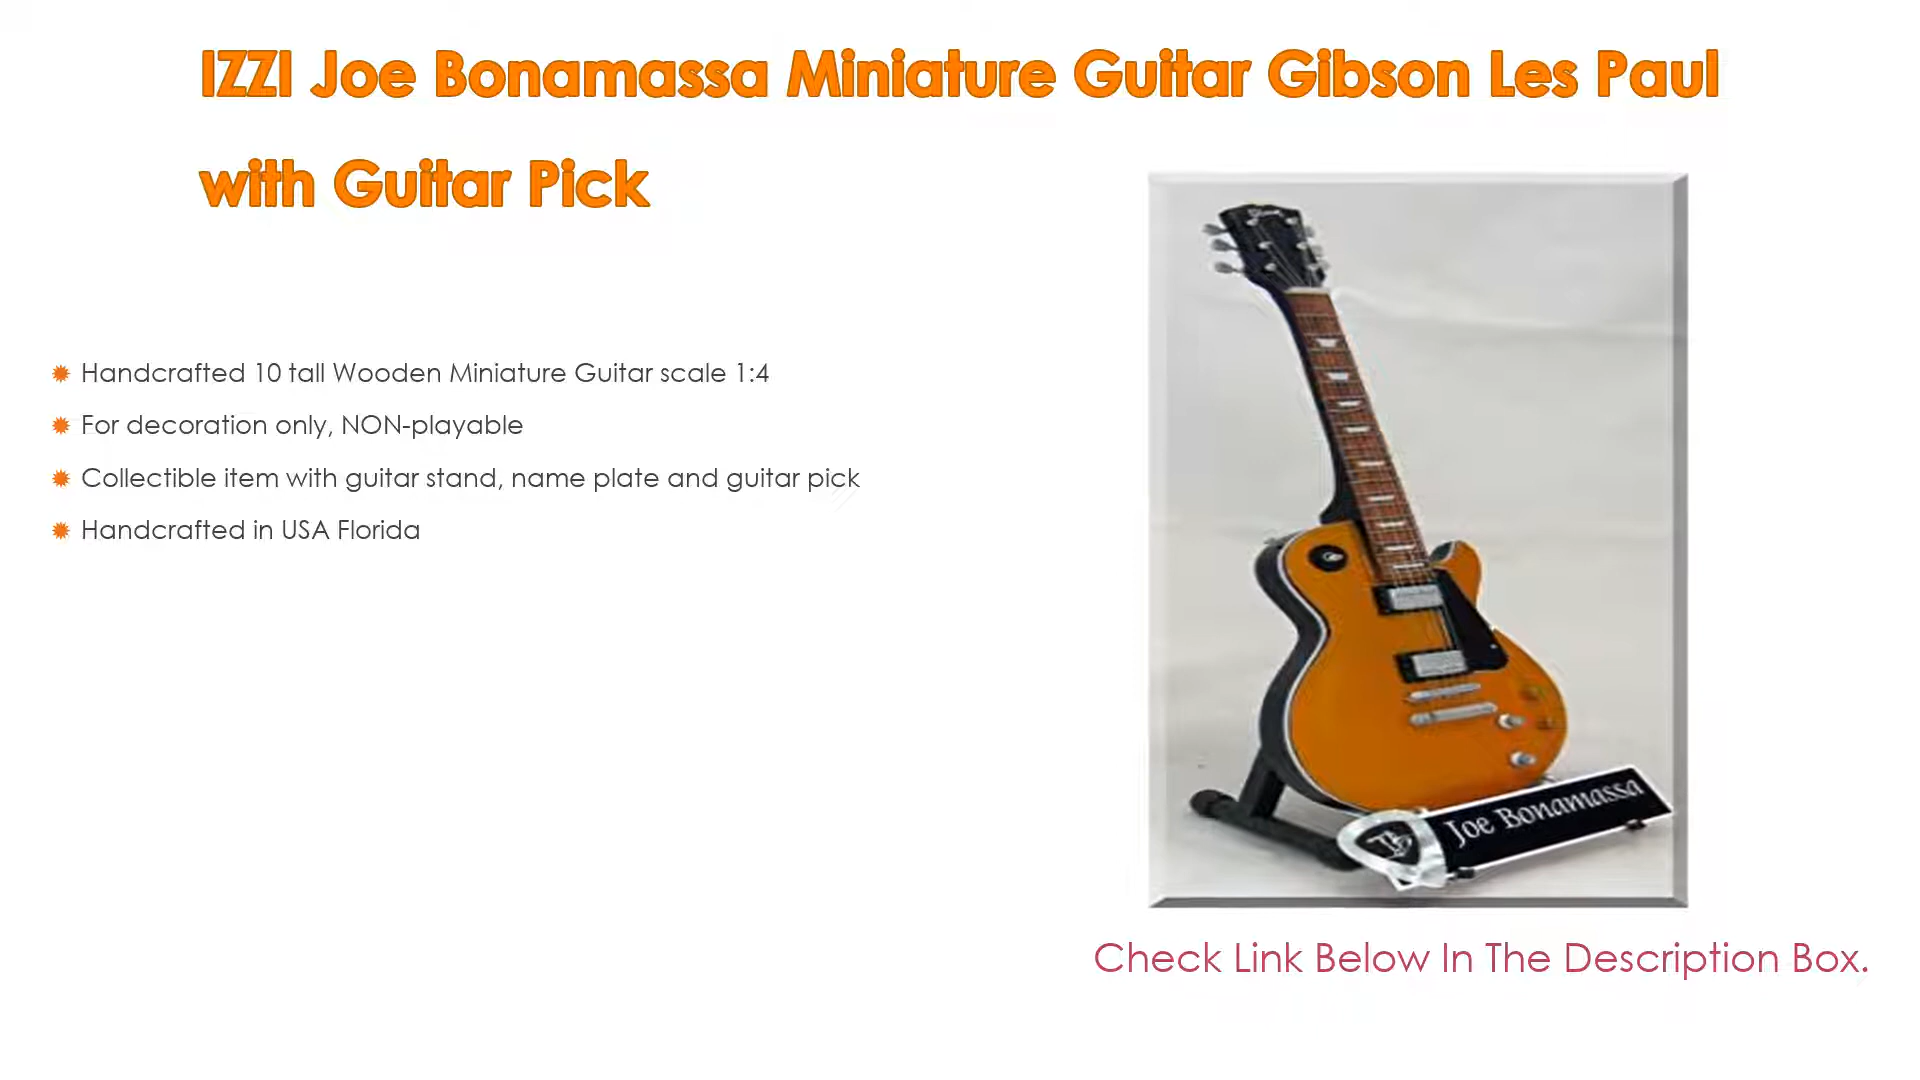 IZZI Joe Bonamassa Miniature Guitar Gibson Les Paul
with Guitar Pick
Handcrafted 10 tall Wooden Miniature Guitar scale 1:4
For decoration only, NON-playable
Collectible item with guitar stand, name plate and guitar pick
Handcrafted in USA Florida
Joe Bonamassa
Check Link Below In The Description Box.